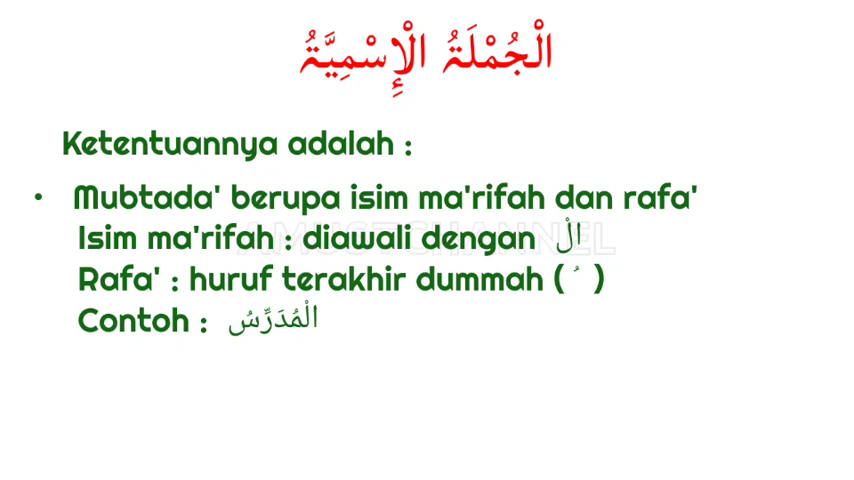 الْجُمْلَةُ الْإِسْمِيَّةُ
Ketentuannya adalah :
• Mubtada' berupa isim ma'rifah dan rafa'
Isim ma'rifah : diawali dengan الْ
AMUSTCHANNEL
Rafa' : huruf terakhir dummah ( ُ )
Contoh : الْمُدَرِّسُ